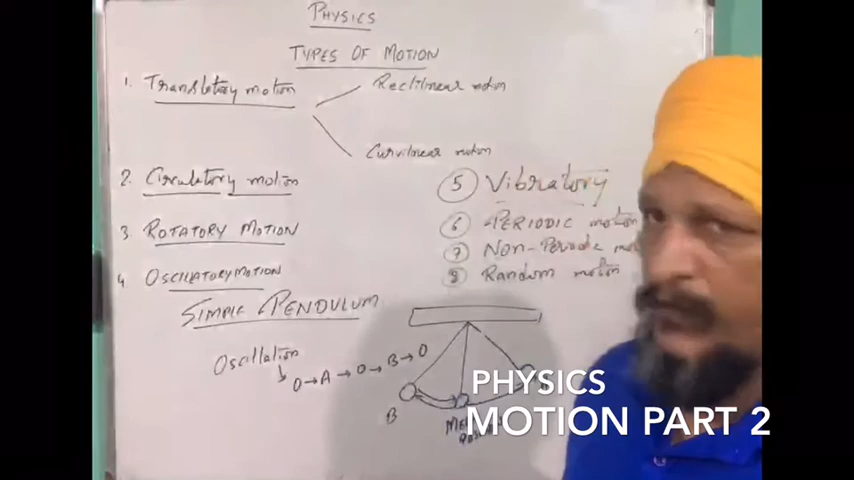 PHYSICS
TYPES OF MOTION
1. Translatory motion
Rectilinear motion
Curvilinear motion
2. Circulatory motion
3 ROTATORY MOTION
4 OSCILLATORY MOTION
5 Vibratory
6 PERIODIC motion
7 Non-Periodic
8 Random motion
SIMPLE PENDULUM
Oscillation
O→A→O→B→O
B
PHYSICS
MOTION PART 2